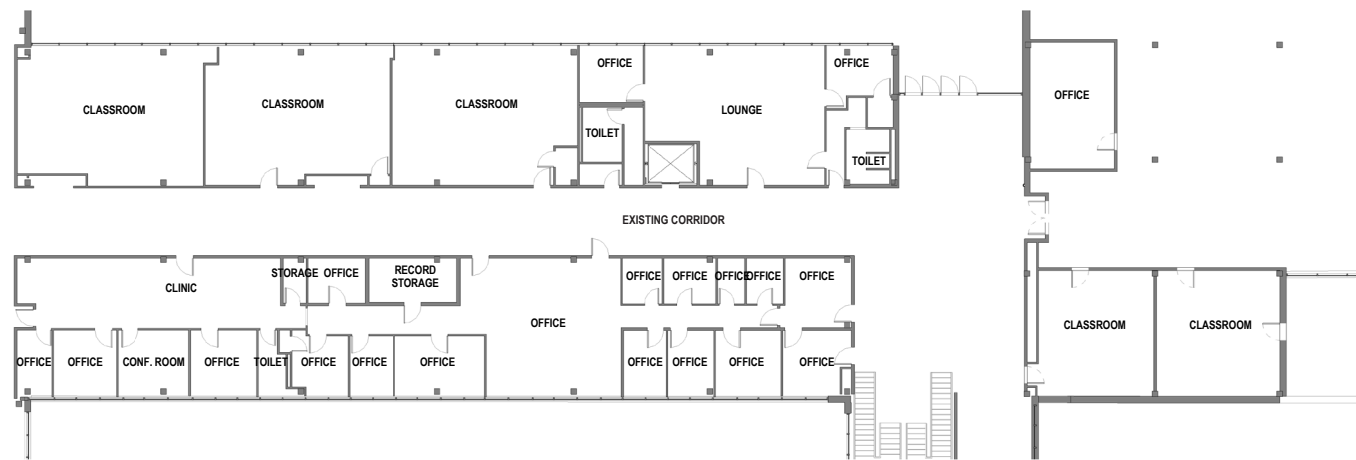 OFFICE
OFFICE
OFFICE
CLASSROOM
CLASSROOM
CLASSROOM
LOUNGE
TOILET
TOILET
EXISTING CORRIDOR
STORAGE
OFFICE
RECORD
STORAGE
OFFICE
OFFICE
OFFICE
OFFICE
OFFICE
CLINIC
OFFICE
CLASSROOM
CLASSROOM
OFFICE
OFFICE
CONF. ROOM
OFFICE
TOILET
OFFICE
OFFICE
OFFICE
OFFICE
OFFICE
OFFICE
OFFICE